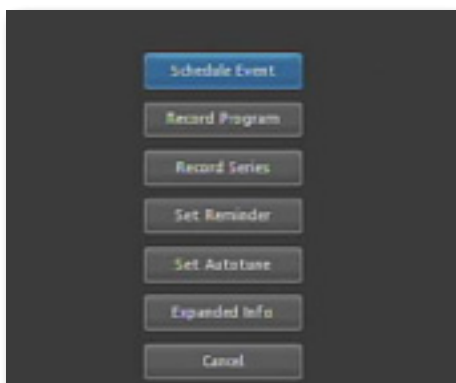 Schedule Event
Record Program
Record Series
Set Reminder
Set Autotune
Expanded Info
Cancel